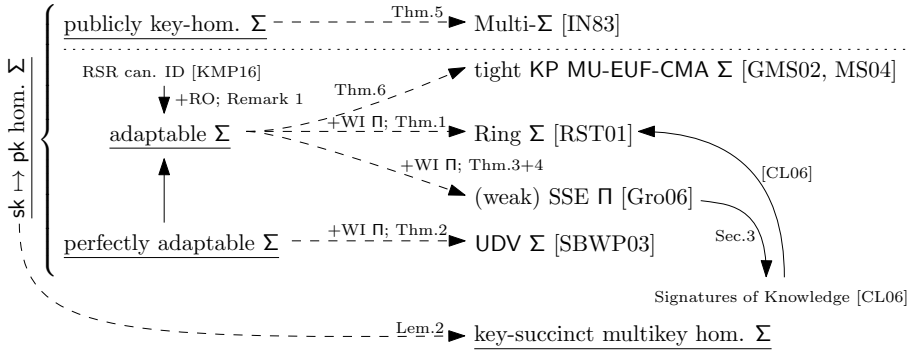 publicly key-hom. Σ
Thm.5
Multi-Σ [IN83]
sk ↦ pk hom. Σ
RSR can. ID [KMP16]
+RO; Remark 1
adaptable Σ
Thm.6
tight KP MU-EUF-CMA Σ [GMS02, MS04]
+WI Π; Thm.1
Ring Σ [RST01]
+WI Π; Thm.3+4
(weak) SSE Π [Gro06]
[CL06]
perfectly adaptable Σ
+WI Π; Thm.2
UDV Σ [SBWP03]
Sec.3
Signatures of Knowledge [CL06]
Lem.2
key-succinct multikey hom. Σ